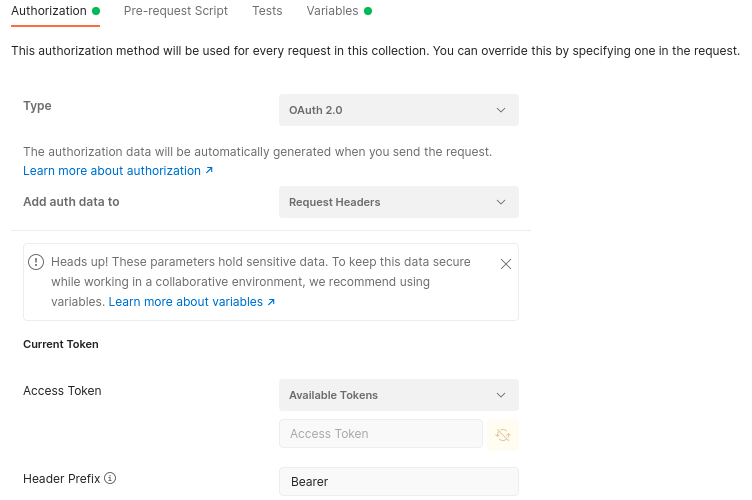 Authorization Pre-request Script Tests Variables
This authorization method will be used for every request in this collection. You can override this by specifying one in the request.
Type OAuth 2.0
The authorization data will be automatically generated when you send the request.
Learn more about authorization ↗
Add auth data to Request Headers
Heads up! These parameters hold sensitive data. To keep this data secure
while working in a collaborative environment, we recommend using
variables. Learn more about variables ↗
Current Token
Access Token Available Tokens
Access Token
Header Prefix Bearer